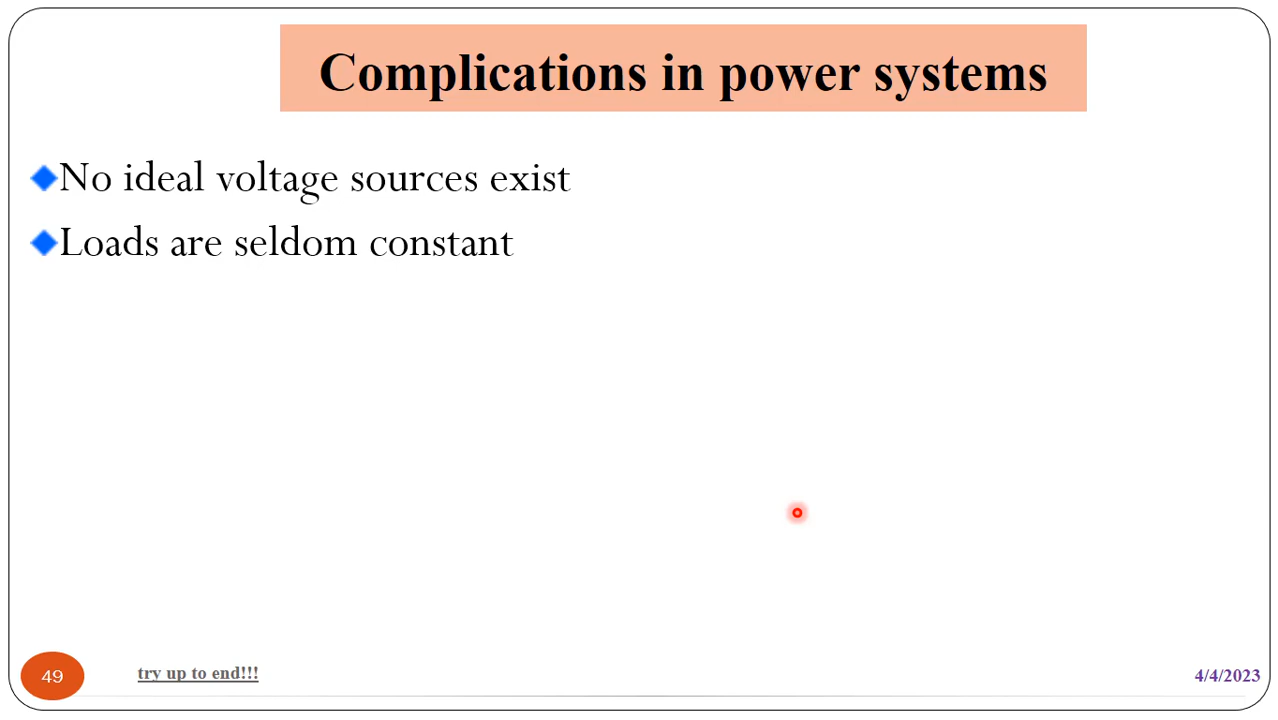 Complications in power systems
No ideal voltage sources exist
Loads are seldom constant
49
try up to end!!!
4/4/2023